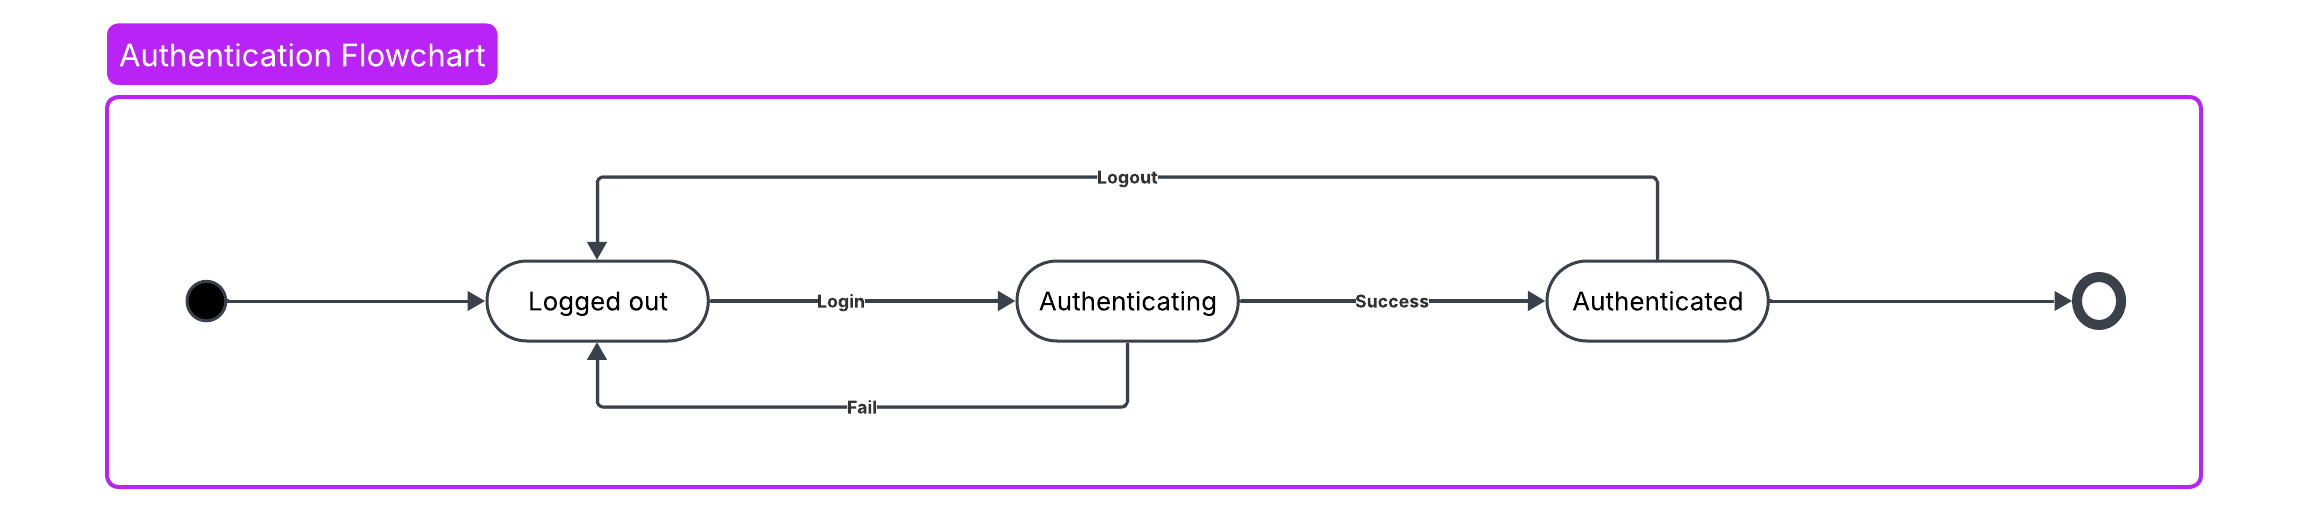 Authentication Flowchart
Logout
Logged out
Login
Authenticating
Success
Authenticated
Fail